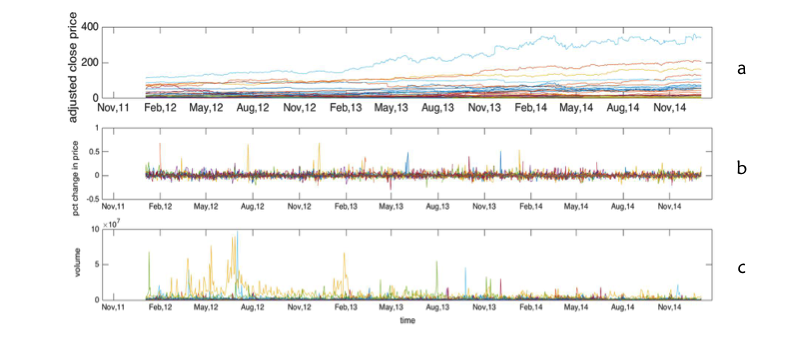 adjusted close price
400
200
0
Nov,11 Feb,12 May,12 Aug,12 Nov,12 Feb,13 May,13 Aug,13 Nov,13 Feb,14 May,14 Aug,14 Nov,14
a
pct change in price
1
0.5
0
-0.5
Nov,11 Feb,12 May,12 Aug,12 Nov,12 Feb,13 May,13 Aug,13 Nov,13 Feb,14 May,14 Aug,14 Nov,14
b
volume
×10⁷
10
5
0
Nov,11 Feb,12 May,12 Aug,12 Nov,12 Feb,13 May,13 Aug,13 Nov,13 Feb,14 May,14 Aug,14 Nov,14
time
c